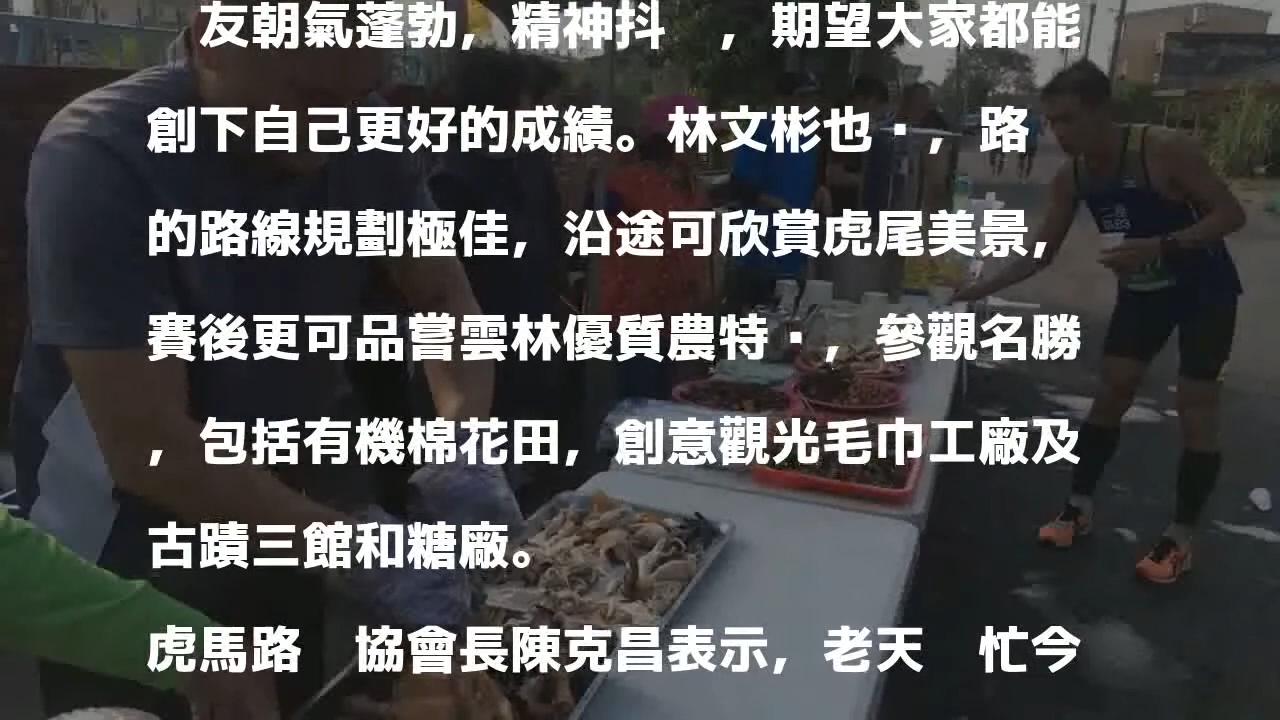 友朝氣蓬勃，精神抖　，期望大家都能
創下自己更好的成績。林文彬也·，路
的路線規劃極佳，沿途可欣賞虎尾美景，
賽後更可品嘗雲林優質農特·，參觀名勝
，包括有機棉花田，創意觀光毛巾工廠及
古蹟三館和糖廠。
虎馬路　協會長陳克昌表示，老天　忙今